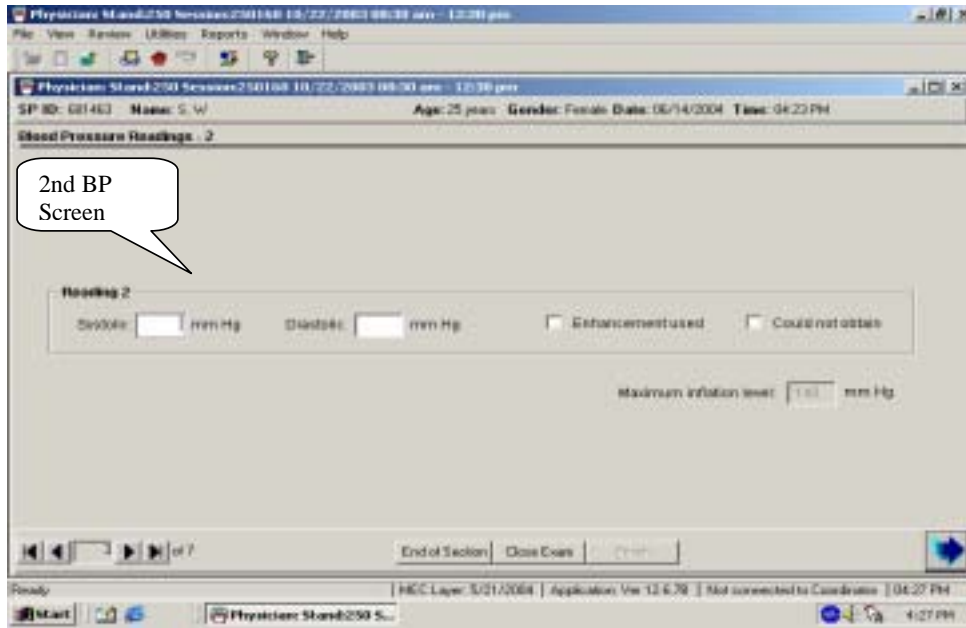 Physician: Stand:250 Session:250168 10/22/2003 08:30 am - 12:30 pm
File View Review Utilities Reports Window Help
Physician: Stand:250 Session:250168 10/22/2003 08:30 am - 12:30 pm
SP ID: 681463 Name: S. W Age: 25 years Gender: Female Date: 06/14/2004 Time: 04:23 PM
Blood Pressure Readings - 2
2nd BP
Screen
Reading 2
Systolic: mm Hg Diastolic: mm Hg Enhancement used Could not obtain
Maximum inflation level: mm Hg
of 7 End of Section Close Exam Finish
Ready MEC Layer: 5/21/2004 Application: Ver 12.6.78 Not connected to Coordinator 04:27 PM
Start Physician: Stand:250 S... 4:27 PM